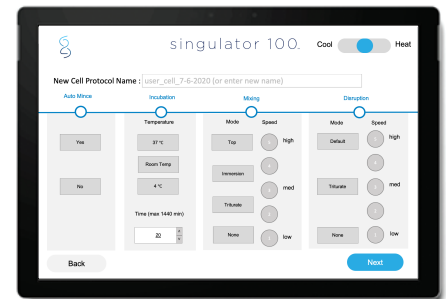 singulator 100™
Cool Heat
New Cell Protocol Name : user_cell_7-6-2020 (or enter new name)
Auto Mince Incubation Mixing Disruption
Temperature Mode Speed Mode Speed
Yes 37 °C Top high Default high
Room Temp Immersion
No 4 °C med Triturate med
Triturate
Time (max 1440 min)
20 None low None low
Back Next